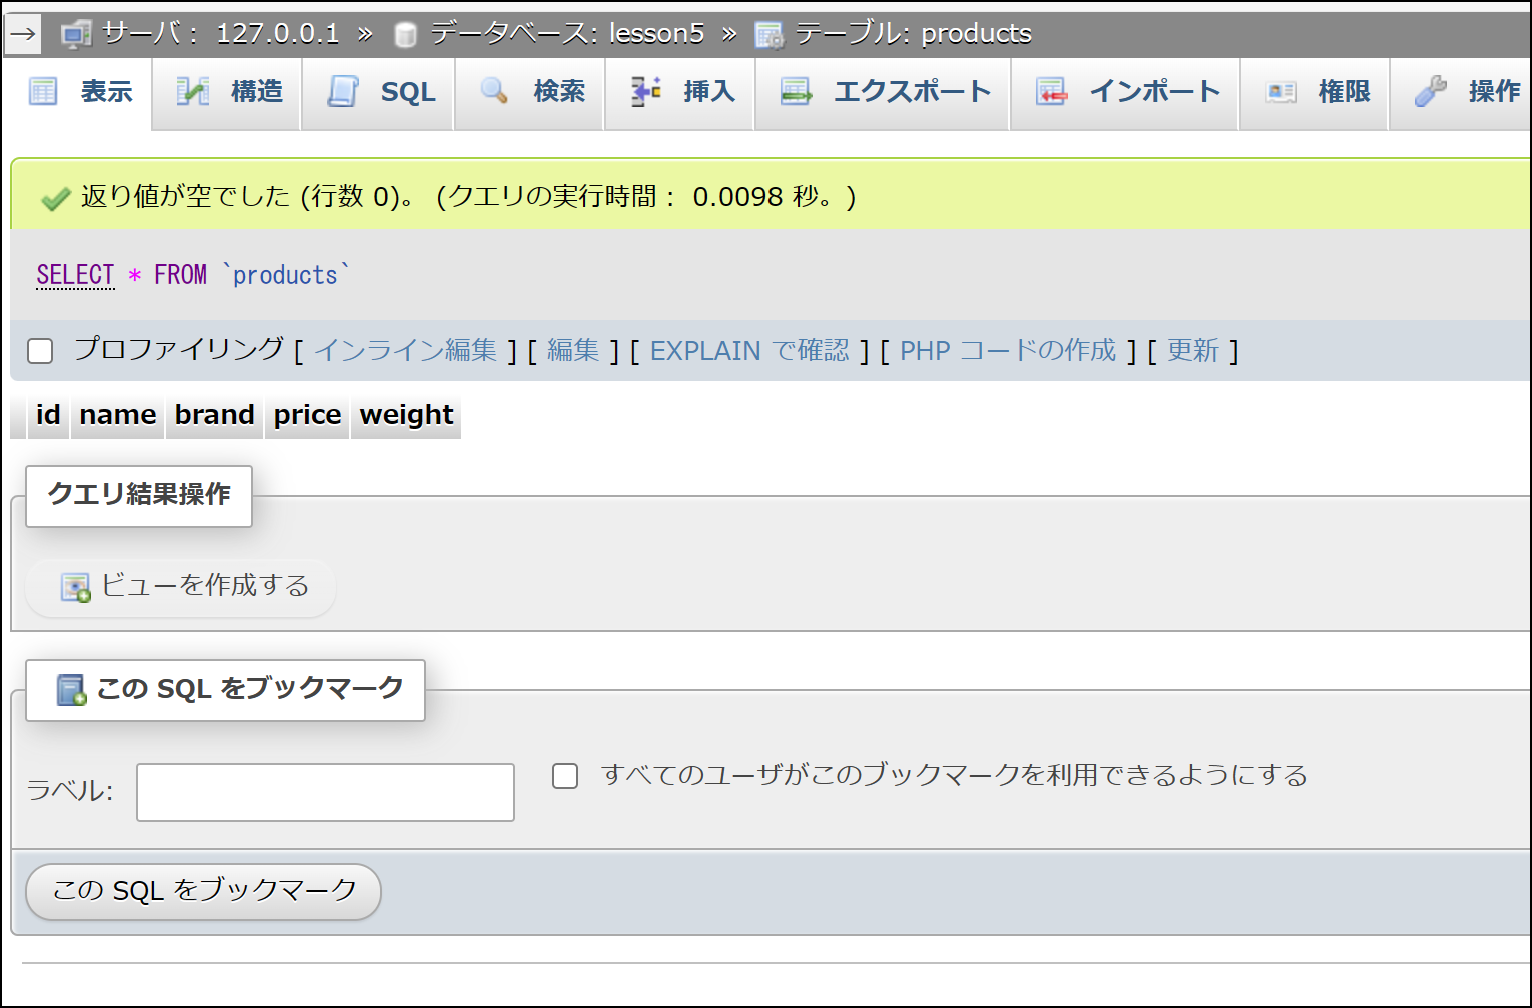 → サーバ: 127.0.0.1 » データベース: lesson5 » テーブル: products
表示 構造 SQL 検索 挿入 エクスポート インポート 権限 操作
返り値が空でした (行数 0)。 (クエリの実行時間: 0.0098 秒。)
SELECT * FROM `products`
プロファイリング [ インライン編集 ] [ 編集 ] [ EXPLAIN で確認 ] [ PHP コードの作成 ] [ 更新 ]
id name brand price weight
クエリ結果操作
ビューを作成する
この SQL をブックマーク
ラベル: すべてのユーザがこのブックマークを利用できるようにする
この SQL をブックマーク